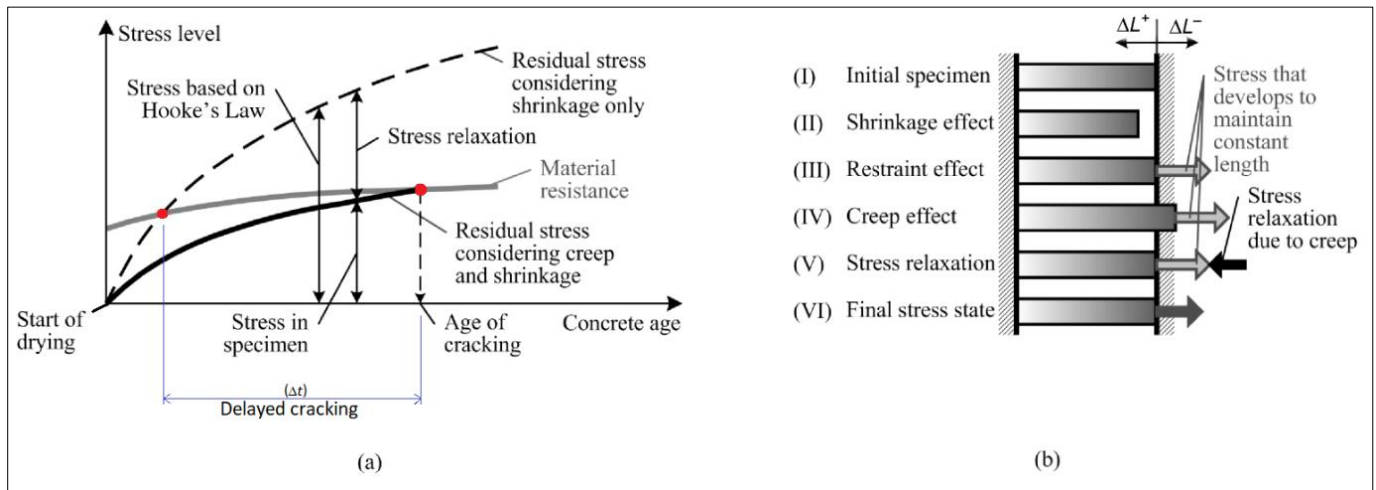 Stress level
Residual stress
considering
shrinkage only
Stress based on
Hooke's Law
Stress relaxation
Material
resistance
Residual stress
considering creep
and shrinkage
Start of
drying
Stress in
specimen
Age of
cracking
Concrete age
(Δt)
Delayed cracking
(a)
ΔL⁺ ΔL⁻
(I) Initial specimen
(II) Shrinkage effect
(III) Restraint effect
(IV) Creep effect
(V) Stress relaxation
(VI) Final stress state
Stress that
develops to
maintain
constant
length
Stress
relaxation
due to creep
(b)